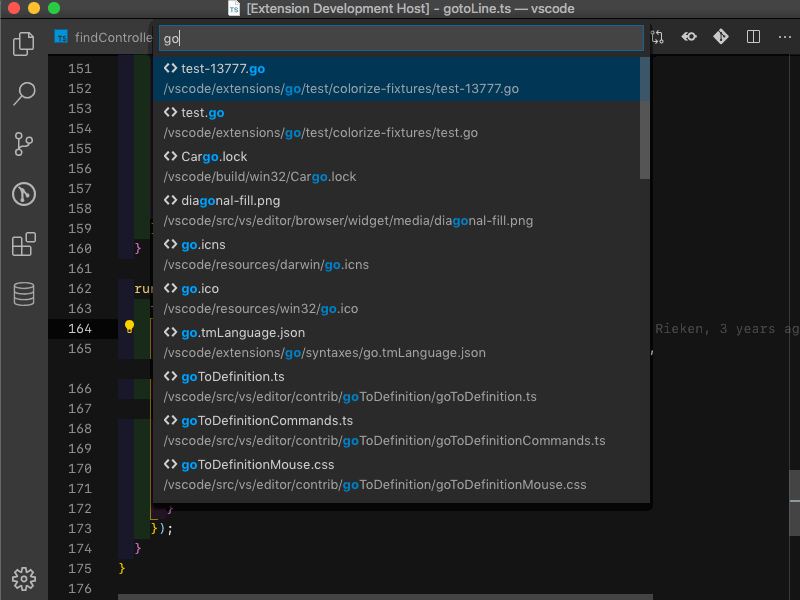 [Extension Development Host] - gotoLine.ts — vscode
TS findControlle
go
test-13777.go
/vscode/extensions/go/test/colorize-fixtures/test-13777.go
test.go
/vscode/extensions/go/test/colorize-fixtures/test.go
Cargo.lock
/vscode/build/win32/Cargo.lock
diagonal-fill.png
/vscode/src/vs/editor/browser/widget/media/diagonal-fill.png
go.icns
/vscode/resources/darwin/go.icns
go.ico
/vscode/resources/win32/go.ico
go.tmLanguage.json
/vscode/extensions/go/syntaxes/go.tmLanguage.json
goToDefinition.ts
/vscode/src/vs/editor/contrib/goToDefinition/goToDefinition.ts
goToDefinitionCommands.ts
/vscode/src/vs/editor/contrib/goToDefinition/goToDefinitionCommands.ts
goToDefinitionMouse.css
/vscode/src/vs/editor/contrib/goToDefinition/goToDefinitionMouse.css
151
152
153
154
155
156
157
158
159
160 }
161
162 run
163
164 Rieken, 3 years ag
165
166
167
168
169
170
171
172 }
173 });
174 }
175 }
176